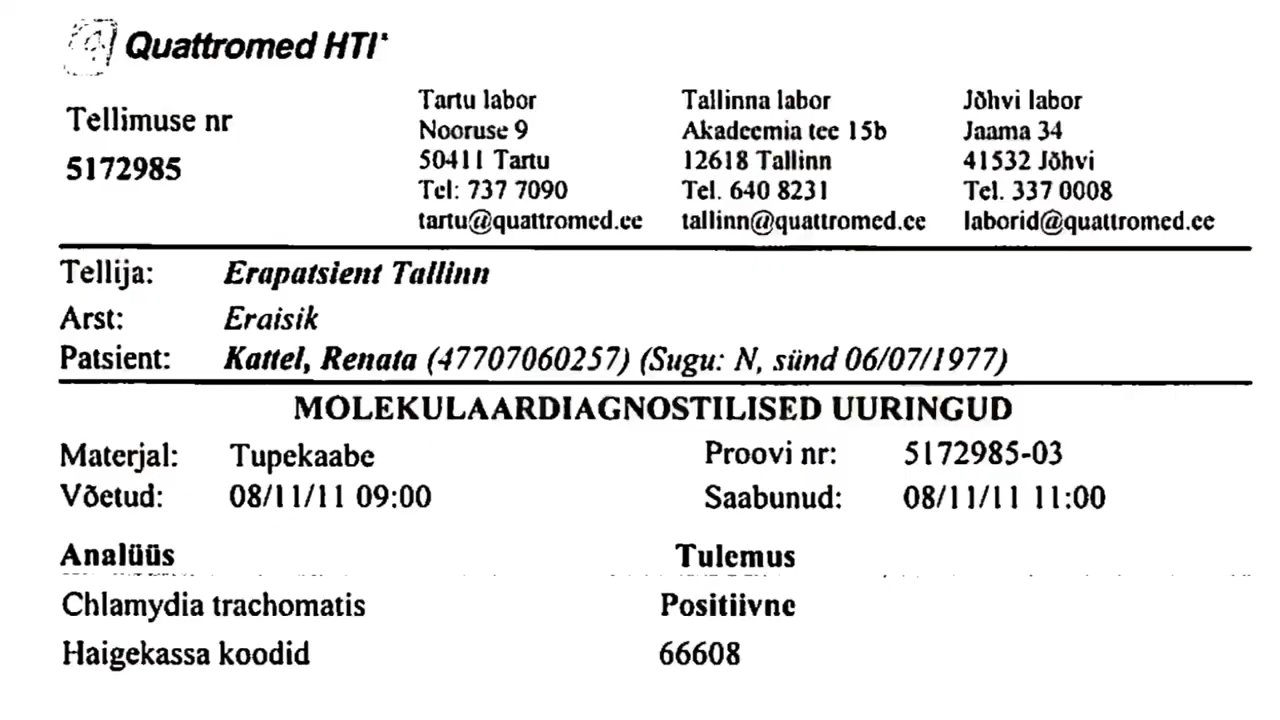 Quattromed HTI
Tellimuse nr
5172985
Tartu labor
Nooruse 9
50411 Tartu
Tel: 737 7090
tartu@quattromed.ee
Tallinna labor
Akadeemia tee 15b
12618 Tallinn
Tel. 640 8231
tallinn@quattromed.ee
Jõhvi labor
Jaama 34
41532 Jõhvi
Tel. 337 0008
laborid@quattromed.ee
Tellija: Erapatsient Tallinn
Arst: Eraisik
Patsient: Kattel, Renata (47707060257) (Sugu: N, sünd 06/07/1977)
MOLEKULAARDIAGNOSTILISED UURINGUD
Materjal: Tupekaabe Proovi nr: 5172985-03
Võetud: 08/11/11 09:00 Saabunud: 08/11/11 11:00
Analüüs Tulemus
Chlamydia trachomatis Positiivne
Haigekassa koodid 66608